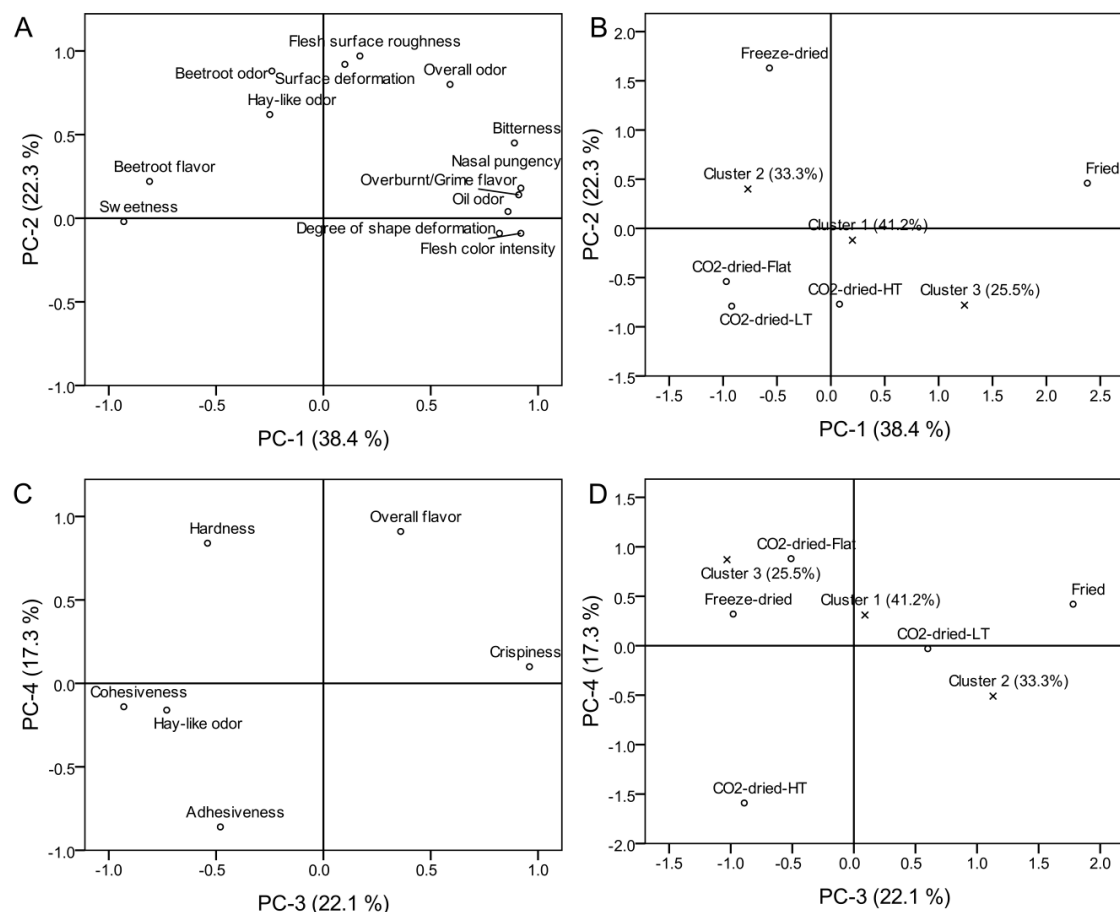 A
1.0
0.5
0.0
-0.5
-1.0
PC-2 (22.3 %)
Flesh surface roughness
Beetroot odor
Surface deformation
Overall odor
Hay-like odor
Bitterness
Nasal pungency
Beetroot flavor
Overburnt/Grime flavor
Oil odor
Sweetness
Degree of shape deformation
Flesh color intensity
-1.0
-0.5
0.0
0.5
1.0
PC-1 (38.4 %)
B
2.0
1.5
1.0
0.5
0.0
-0.5
-1.0
-1.5
PC-2 (22.3 %)
Freeze-dried
Cluster 2 (33.3%)
Fried
Cluster 1 (41.2%)
CO2-dried-Flat
CO2-dried-HT
Cluster 3 (25.5%)
CO2-dried-LT
-1.5
-1.0
-0.5
0.0
0.5
1.0
1.5
2.0
2.5
PC-1 (38.4 %)
C
1.0
0.5
0.0
-0.5
-1.0
PC-4 (17.3 %)
Hardness
Overall flavor
Crispiness
Cohesiveness
Hay-like odor
Adhesiveness
-1.0
-0.5
0.0
0.5
1.0
PC-3 (22.1 %)
D
1.5
1.0
0.5
0.0
-0.5
-1.0
-1.5
-2.0
PC-4 (17.3 %)
CO2-dried-Flat
Cluster 3 (25.5%)
Freeze-dried
Cluster 1 (41.2%)
Fried
CO2-dried-LT
Cluster 2 (33.3%)
CO2-dried-HT
-1.5
-1.0
-0.5
0.0
0.5
1.0
1.5
2.0
PC-3 (22.1 %)